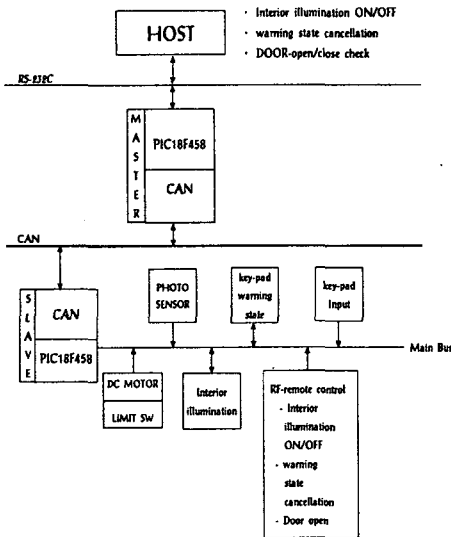 HOST
· Interior illumination ON/OFF
· warning state cancellation
· DOOR-open/close check
RS-232C
MASTER
PIC18F458
CAN
CAN
SLAVE
CAN
PIC18F458
PHOTO
SENSOR
key-pad
warning
state
key-pad
Input
Main Bus
DC MOTOR
LIMIT SW
Interior
illumination
RF-remote control
- Interior
illumination
ON/OFF
- warning
state
cancellation
- Door open